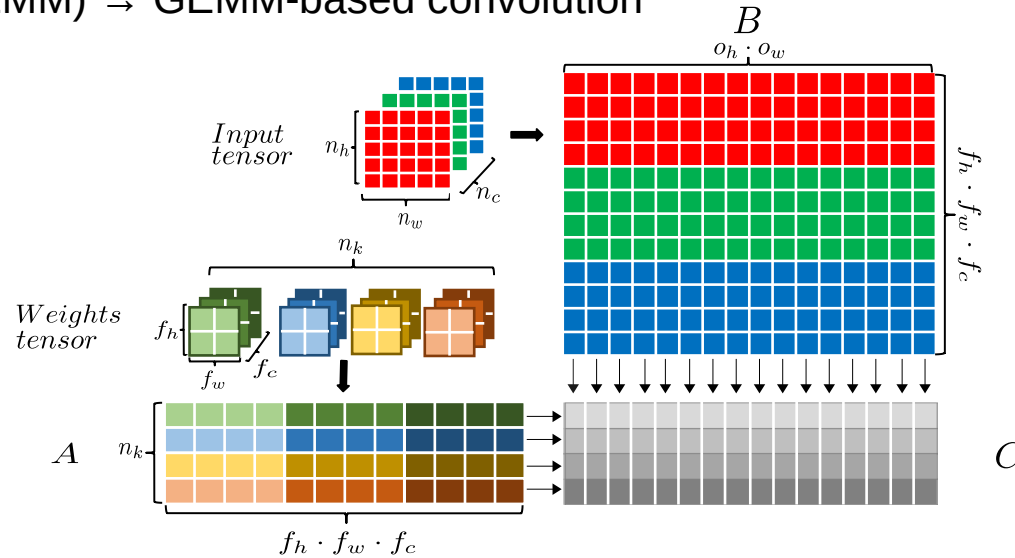 EMM) → GEMM-based convolution
B
o_h · o_w
Input
tensor
n_h
n_w
n_c
f_h · f_w · f_c
n_k
Weights
tensor
f_h
f_w
f_c
A
n_k
C
f_h · f_w · f_c